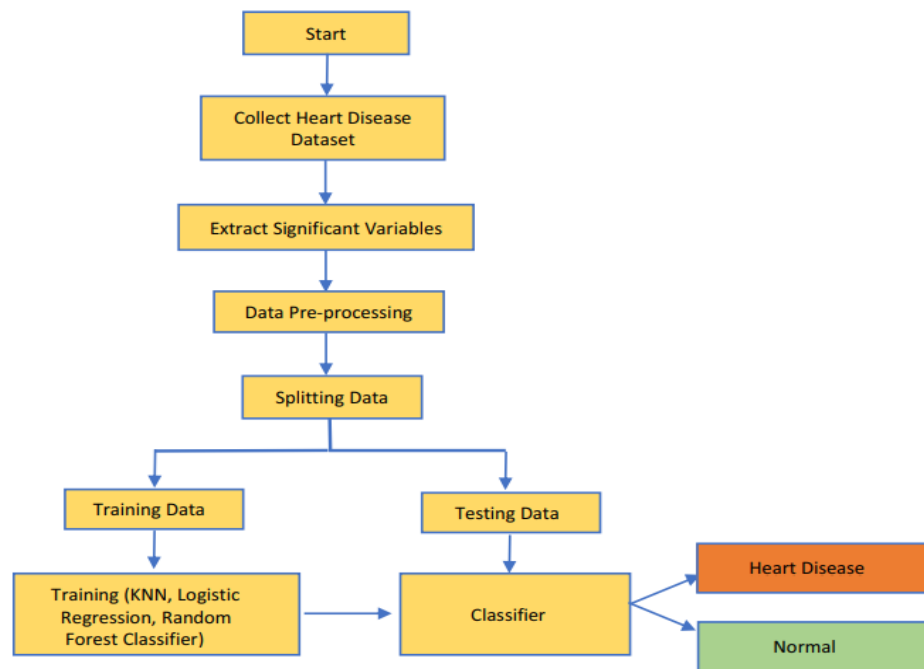 Start
Collect Heart Disease
Dataset
Extract Significant Variables
Data Pre-processing
Splitting Data
Training Data
Testing Data
Training (KNN, Logistic
Regression, Random
Forest Classifier)
Classifier
Heart Disease
Normal